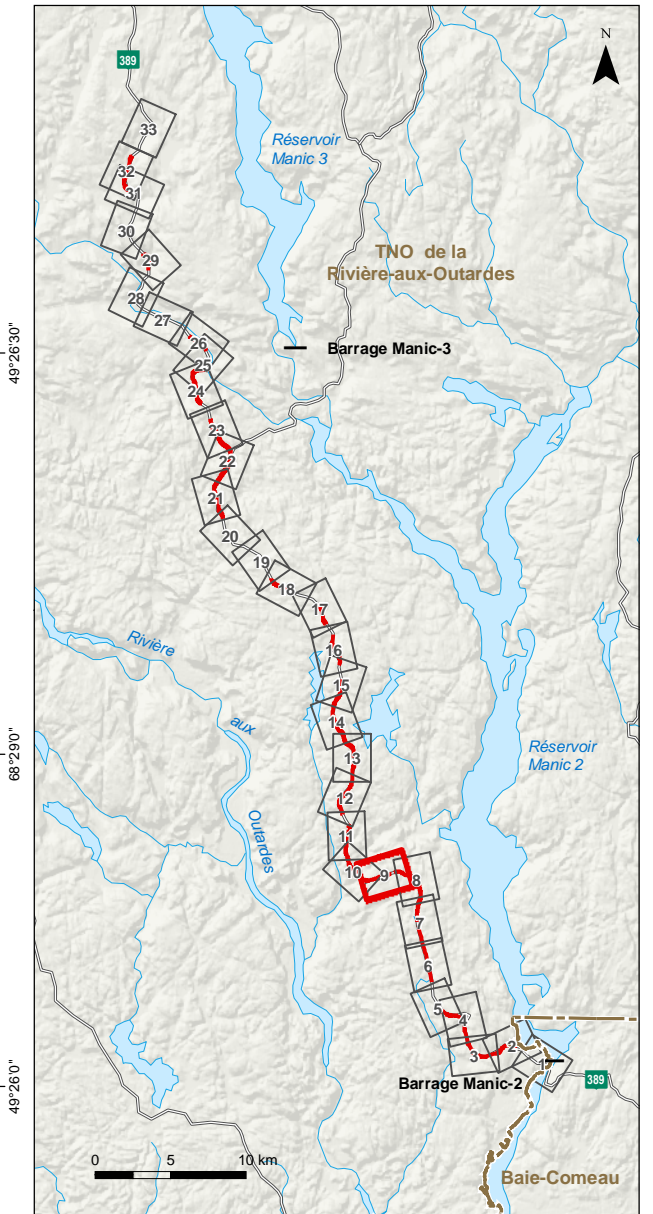 N
389
33
Réservoir
Manic 3
32
31
TNO de la
Rivière-aux-Outardes
30
29
28
27
26
Barrage Manic-3
49°26'30"
25
24
23
22
21
20
19
18
17
Rivière
aux
Outardes
16
15
14
68°29'0"
Réservoir
Manic 2
13
12
11
10
9
8
7
6
5
4
3
2
1
Barrage Manic-2
389
49°26'0"
0 5 10 km
Baie-Comeau